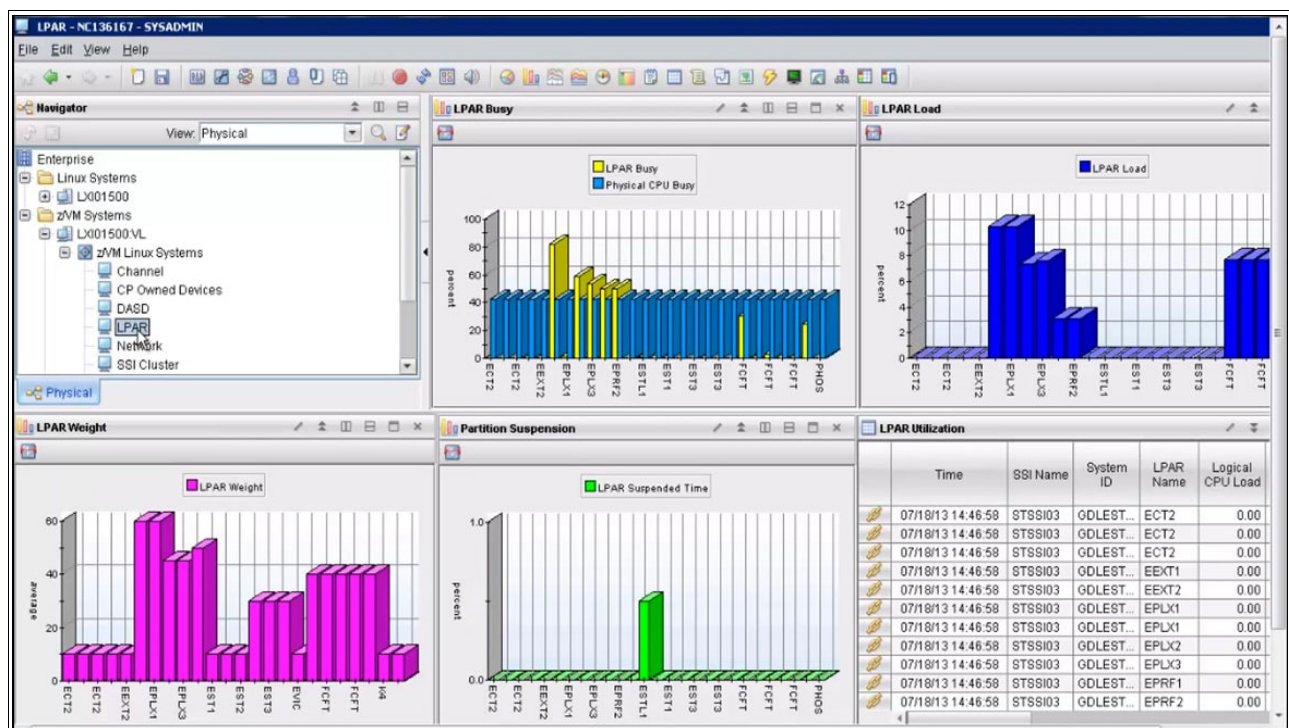 LPAR - NC136167 - SYSADMIN
File Edit View Help
Navigator
View: Physical
Enterprise
Linux Systems
LXI01500
z/VM Systems
LXI01500:VL
z/VM Linux Systems
Channel
CP Owned Devices
DASD
LPAR
Network
SSI Cluster
Physical
LPAR Busy
LPAR Busy
Physical CPU Busy
percent
100
80
60
40
20
0
ECT2 ECT2 EEXT2 EPLX1 EPLX3 EPRF2 ESTL1 EST1 EST3 EST3 FCFT FCFT FCFT PHOS
LPAR Load
LPAR Load
percent
12
10
8
6
4
2
0
ECT2 ECT2 EEXT2 EPLX1 EPLX3 EPRF2 ESTL1 EST1 EST3 EST3 FCFT FCFT
LPAR Weight
LPAR Weight
average
60
40
20
0
ECT2 ECT2 EEXT2 EPLX1 EPLX3 EST1 EST2 EST3 EVIC FCFT FCFT K4
Partition Suspension
LPAR Suspended Time
percent
1.0
0.0
ECT2 ECT2 EEXT2 EPLX1 EPLX3 EPRF2 ESTL1 EST1 EST3 EST3 FCFT FCFT FCFT PHOS
LPAR Utilization
Time SSI Name System ID LPAR Name Logical CPU Load
07/18/13 14:46:58 STSSI03 GDLEST... ECT2 0.00
07/18/13 14:46:58 STSSI03 GDLEST... ECT2 0.00
07/18/13 14:46:58 STSSI03 GDLEST... ECT2 0.00
07/18/13 14:46:58 STSSI03 GDLEST... EEXT1 0.00
07/18/13 14:46:58 STSSI03 GDLEST... EEXT2 0.00
07/18/13 14:46:58 STSSI03 GDLEST... EPLX1 0.00
07/18/13 14:46:58 STSSI03 GDLEST... EPLX1 0.00
07/18/13 14:46:58 STSSI03 GDLEST... EPLX2 0.00
07/18/13 14:46:58 STSSI03 GDLEST... EPLX3 0.00
07/18/13 14:46:58 STSSI03 GDLEST... EPRF1 0.00
07/18/13 14:46:58 STSSI03 GDLEST... EPRF2 0.00